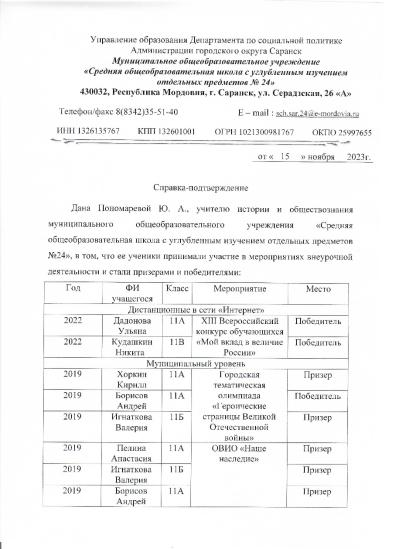 Управление образования Департамента по социальной политике
Администрации городского округа Саранск
Муниципальное общеобразовательное учреждение
«Средняя общеобразовательная школа с углубленным изучением
отдельных предметов № 24»
430032, Республика Мордовия, г. Саранск, ул. Серадзская, 26 «А»
Телефон/факс 8(8342)35-51-40 E – mail : sch.sar.24@e-mordovia.ru
ИНН 1326135767 КПП 132601001 ОГРН 1021300981767 ОКПО 25997655
от « 15 » ноября 2023г.
Справка-подтверждение
Дана Пономаревой Ю. А., учителю истории и обществознания
муниципального общеобразовательного учреждения «Средняя
общеобразовательная школа с углубленным изучением отдельных предметов
№24», в том, что ее ученики принимали участие в мероприятиях внеурочной
деятельности и стали призерами и победителями:
Год ФИ учащегося Класс Мероприятие Место
Дистанционные в сети «Интернет»
2022 Дадонова Ульяна 11А XIII Всероссийский конкурс обучающихся «Мой вклад в величие России» Победитель
2022 Кудашкин Никита 11В Победитель
Муниципальный уровень
2019 Хоркин Кирилл 11А Городская тематическая олимпиада «Героические страницы Великой Отечественной войны» Призер
2019 Борисов Андрей 11А Победитель
2019 Игнаткова Валерия 11Б Призер
2019 Пелина Анастасия 11А ОВИО «Наше наследие» Призер
2019 Игнаткова Валерия 11Б Призер
2019 Борисов Андрей 11А Призер